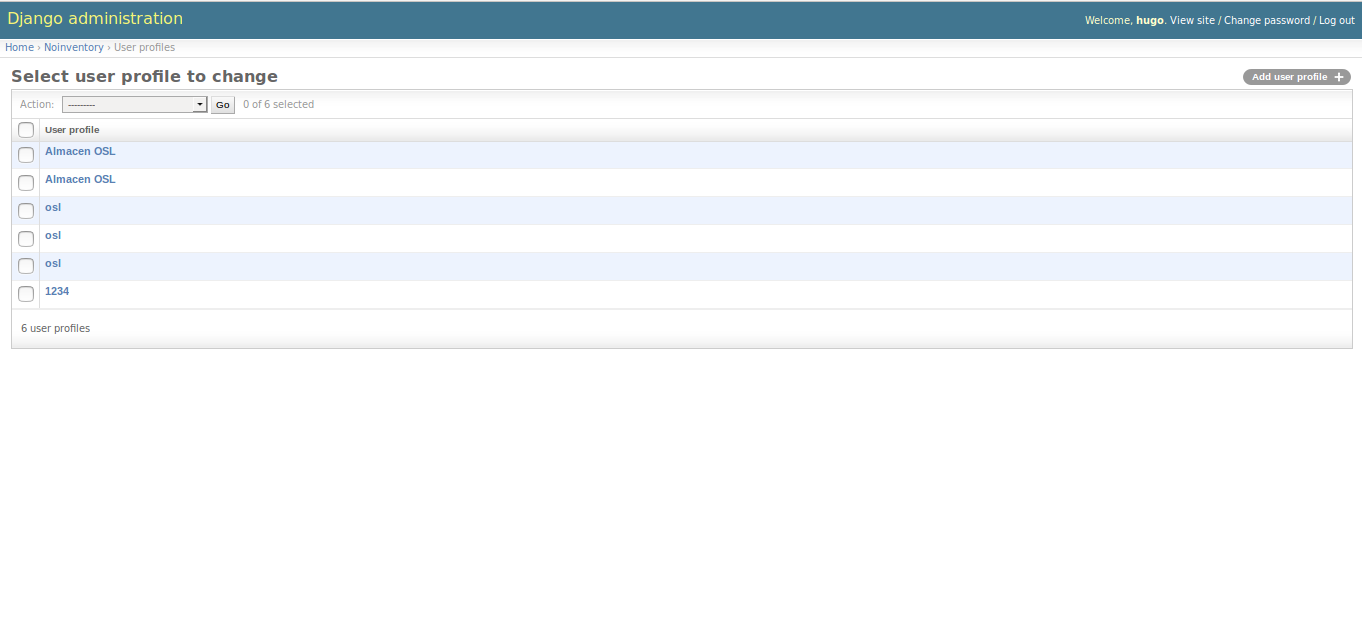 Django administration
Welcome, hugo. View site / Change password / Log out
Home › Noinventory › User profiles
Select user profile to change
Add user profile +
Action: --------- Go 0 of 6 selected
User profile
Almacen OSL
Almacen OSL
osl
osl
osl
1234
6 user profiles